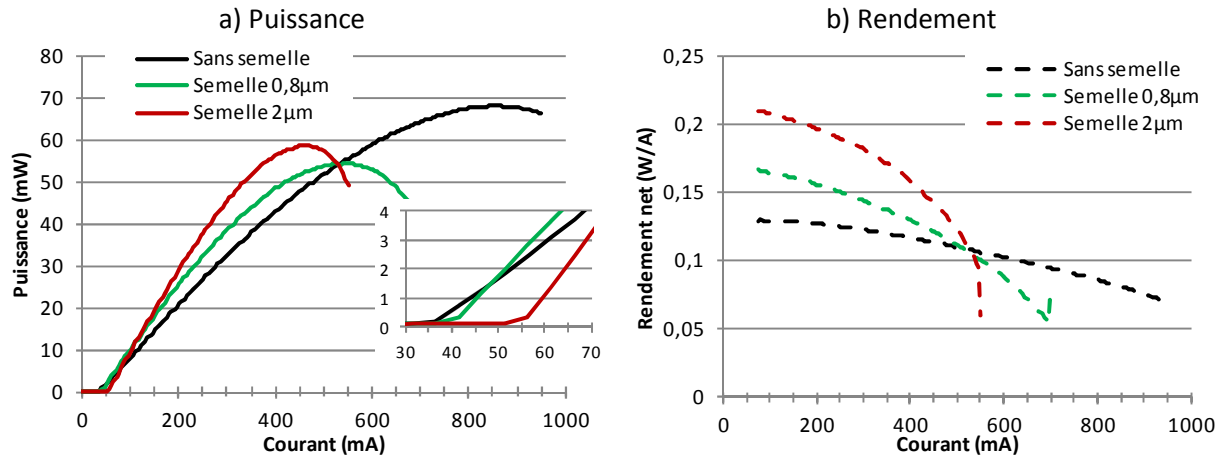 a) Puissance
Sans semelle
Semelle 0,8µm
Semelle 2µm
Puissance (mW)
80
70
60
50
40
30
20
10
0
0 200 400 600 800 1000
Courant (mA)
4
3
2
1
0
30 40 50 60 70
b) Rendement
Sans semelle
Semelle 0,8µm
Semelle 2µm
Rendement net (W/A)
0,25
0,2
0,15
0,1
0,05
0
0 200 400 600 800 1000
Courant (mA)